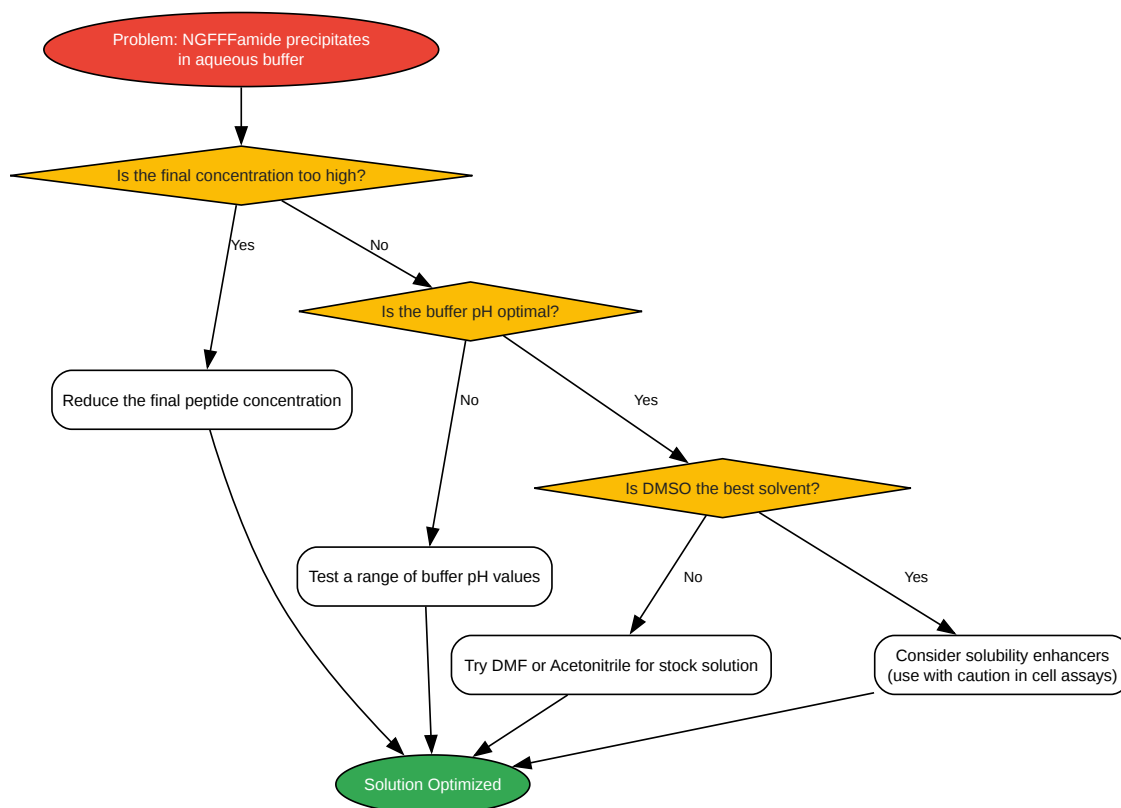 Problem: NGFFFamide precipitates
in aqueous buffer
Is the final concentration too high?
Yes
No
Is the buffer pH optimal?
Reduce the final peptide concentration
No
Yes
Is DMSO the best solvent?
Test a range of buffer pH values
No
Yes
Try DMF or Acetonitrile for stock solution
Consider solubility enhancers
(use with caution in cell assays)
Solution Optimized